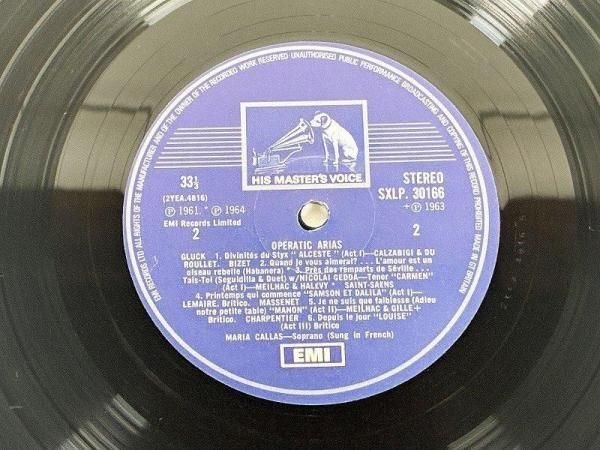 EMI RECORDS LTD ALL RIGHTS OF THE MANUFACTURER AND OF THE OWNER OF THE RECORDED WORK RESERVED UNAUTHORISED PUBLIC PERFORMANCE BROADCASTING AND COPYING OF THIS RECORD PROHIBITED MADE IN GT BRITAIN
HIS MASTER'S VOICE
33⅓
(2YEA.4816)
℗ 1961. * ℗ 1964
EMI Records Limited
2
STEREO
SXLP. 30166
+ ℗ 1963
2
OPERATIC ARIAS
GLUCK 1. Divinités du Styx "ALCESTE" (Act I)—CALZABIGI & DU
ROULLET. BIZET 2. Quand je vous aimerai?... L'amour est un
oiseau rebelle (Habanera) * 3. Près des remparts de Séville...
Tais-Toi (Seguidilla & Duet) w/NICOLAI GEDDA—Tenor "CARMEN"
(Act I)—MEILHAC & HALEVY * SAINT-SAENS
4. Printemps qui commence "SAMSON ET DALILA" (Act I)—
LEMAIRE, Britico. MASSENET 5. Je ne suis que faiblesse (Adieu
notre petite table) "MANON" (Act II)—MEILHAC & GILLE+
Britico. CHARPENTIER 6. Depuis le jour "LOUISE"
(Act III) Britico
MARIA CALLAS—Soprano (Sung in French)
EMI